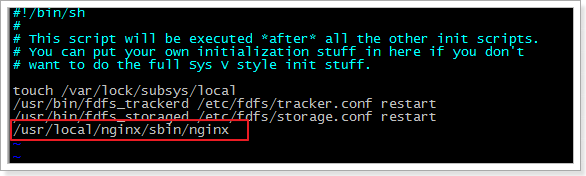 #!/bin/sh
#
# This script will be executed *after* all the other init scripts.
# You can put your own initialization stuff in here if you don't
# want to do the full Sys V style init stuff.
touch /var/lock/subsys/local
/usr/bin/fdfs_trackerd /etc/fdfs/tracker.conf restart
/usr/bin/fdfs_storaged /etc/fdfs/storage.conf restart
/usr/local/nginx/sbin/nginx
~
~